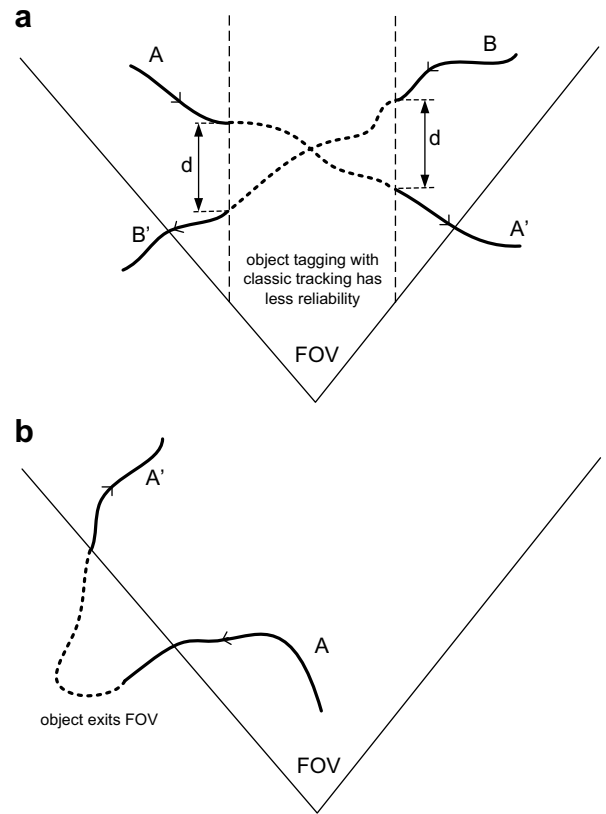 a
A
B
d
d
B'
A'
object tagging with
classic tracking has
less reliability
FOV
b
A'
A
object exits FOV
FOV